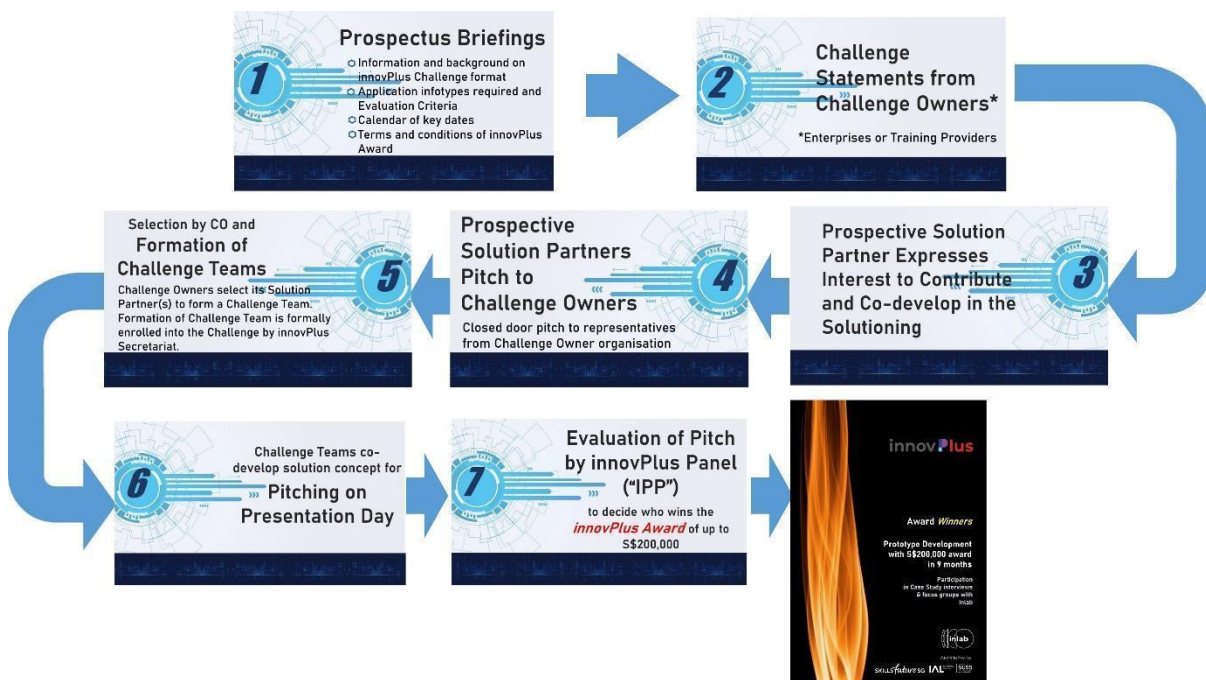 1
Prospectus Briefings
Information and background on
innovPlus Challenge format
Application infotypes required and
Evaluation Criteria
Calendar of key dates
Terms and conditions of innovPlus
Award
2
Challenge
Statements from
Challenge Owners*
*Enterprises or Training Providers
3
Prospective Solution
Partner Expresses
Interest to Contribute
and Co-develop in the
Solutioning
4
Prospective
Solution Partners
Pitch to
Challenge Owners
Closed door pitch to representatives
from Challenge Owner organisation
5
Selection by CO and
Formation of
Challenge Teams
Challenge Owners select its Solution
Partner(s) to form a Challenge Team.
Formation of Challenge Team is formally
enrolled into the Challenge by innovPlus
Secretariat.
6
Challenge Teams co-
develop solution concept for
Pitching on
Presentation Day
7
Evaluation of Pitch
by innovPlus Panel
(“IPP”)
to decide who wins the
innovPlus Award of up to
S$200,000
innovPlus
Award Winners
Prototype Development
with S$200,000 award
in 9 months
Participation
in Case Study interviews
& focus groups with
Inlab
inlab
SKILLSfuture SG IAL SUSS